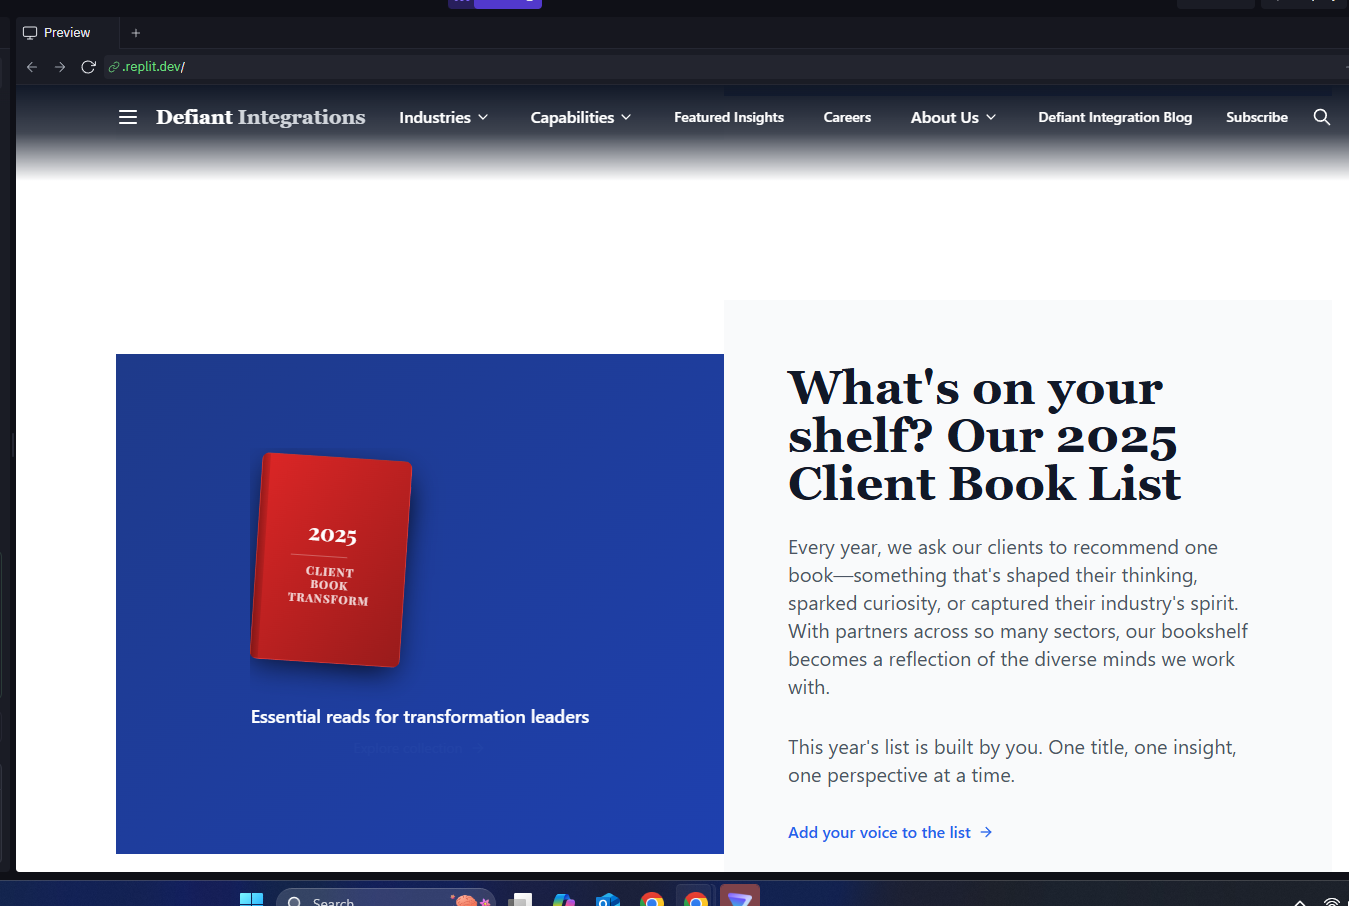 Preview
.replit.dev/
Defiant Integrations
Industries
Capabilities
Featured Insights
Careers
About Us
Defiant Integration Blog
Subscribe
2025
CLIENT
BOOK
TRANSFORM
Essential reads for transformation leaders
What's on your
shelf? Our 2025
Client Book List
Every year, we ask our clients to recommend one
book—something that's shaped their thinking,
sparked curiosity, or captured their industry's spirit.
With partners across so many sectors, our bookshelf
becomes a reflection of the diverse minds we work
with.
This year's list is built by you. One title, one insight,
one perspective at a time.
Add your voice to the list
Search